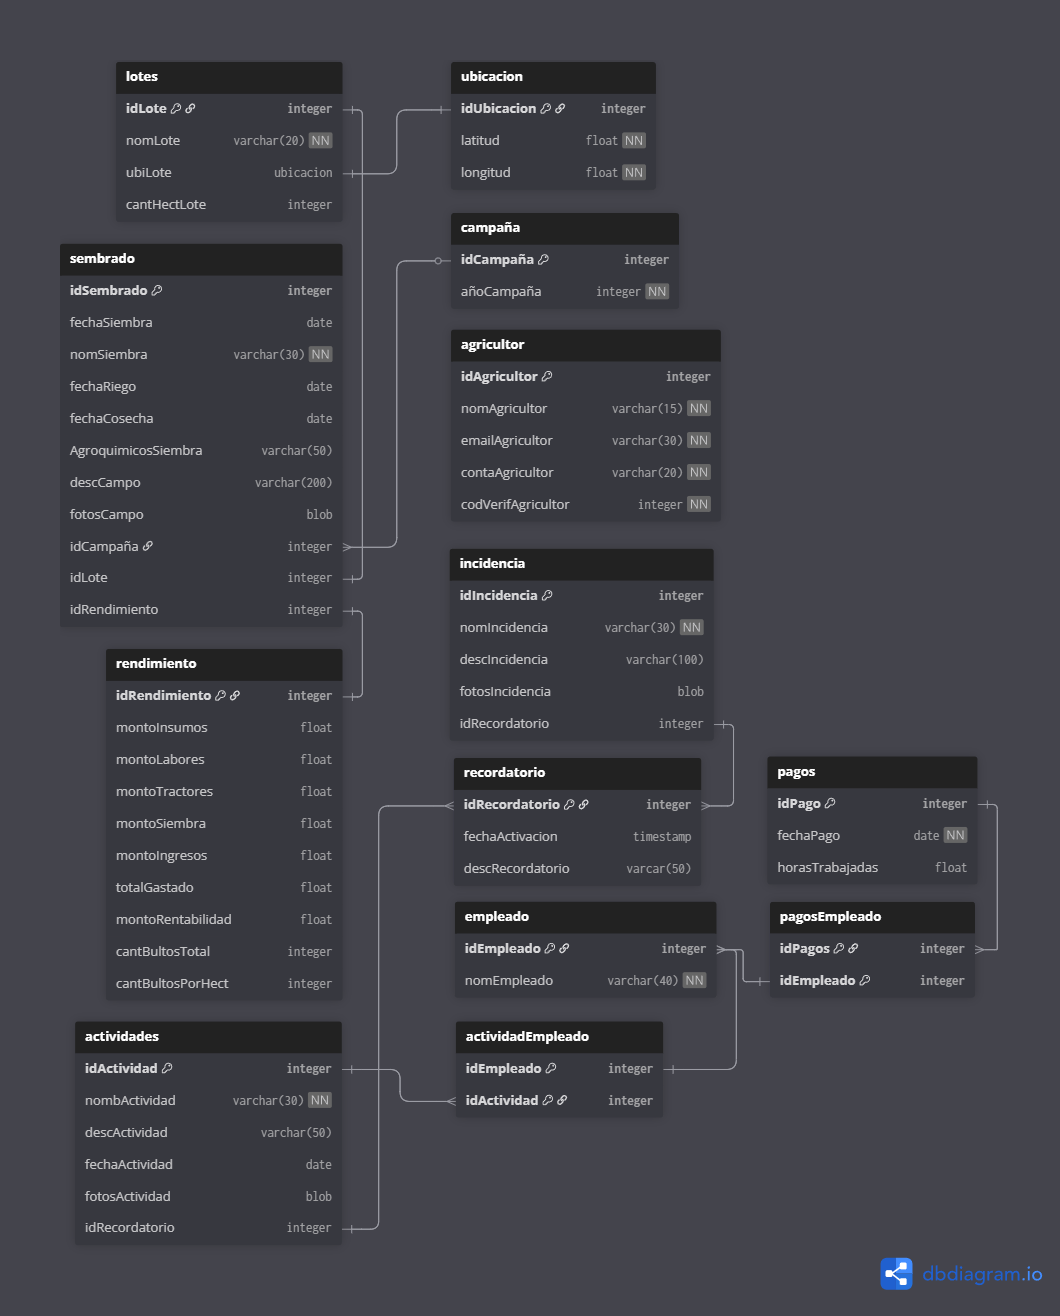 lotes
idLote integer
nomLote varchar(20) NN
ubiLote ubicacion
cantHectLote integer
ubicacion
idUbicacion integer
latitud float NN
longitud float NN
campaña
idCampaña integer
añoCampaña integer NN
sembrado
idSembrado integer
fechaSiembra date
nomSiembra varchar(30) NN
fechaRiego date
fechaCosecha date
AgroquimicosSiembra varchar(50)
descCampo varchar(200)
fotosCampo blob
idCampaña integer
idLote integer
idRendimiento integer
agricultor
idAgricultor integer
nomAgricultor varchar(15) NN
emailAgricultor varchar(30) NN
contaAgricultor varchar(20) NN
codVerifAgricultor integer NN
incidencia
idIncidencia integer
nomIncidencia varchar(30) NN
descIncidencia varchar(100)
fotosIncidencia blob
idRecordatorio integer
rendimiento
idRendimiento integer
montoInsumos float
montoLabores float
montoTractores float
montoSiembra float
montoIngresos float
totalGastado float
montoRentabilidad float
cantBultosTotal integer
cantBultosPorHect integer
recordatorio
idRecordatorio integer
fechaActivacion timestamp
descRecordatorio varcar(50)
pagos
idPago integer
fechaPago date NN
horasTrabajadas float
empleado
idEmpleado integer
nomEmpleado varchar(40) NN
pagosEmpleado
idPagos integer
idEmpleado integer
actividades
idActividad integer
nombActividad varchar(30) NN
descActividad varchar(50)
fechaActividad date
fotosActividad blob
idRecordatorio integer
actividadEmpleado
idEmpleado integer
idActividad integer
dbdiagram.io